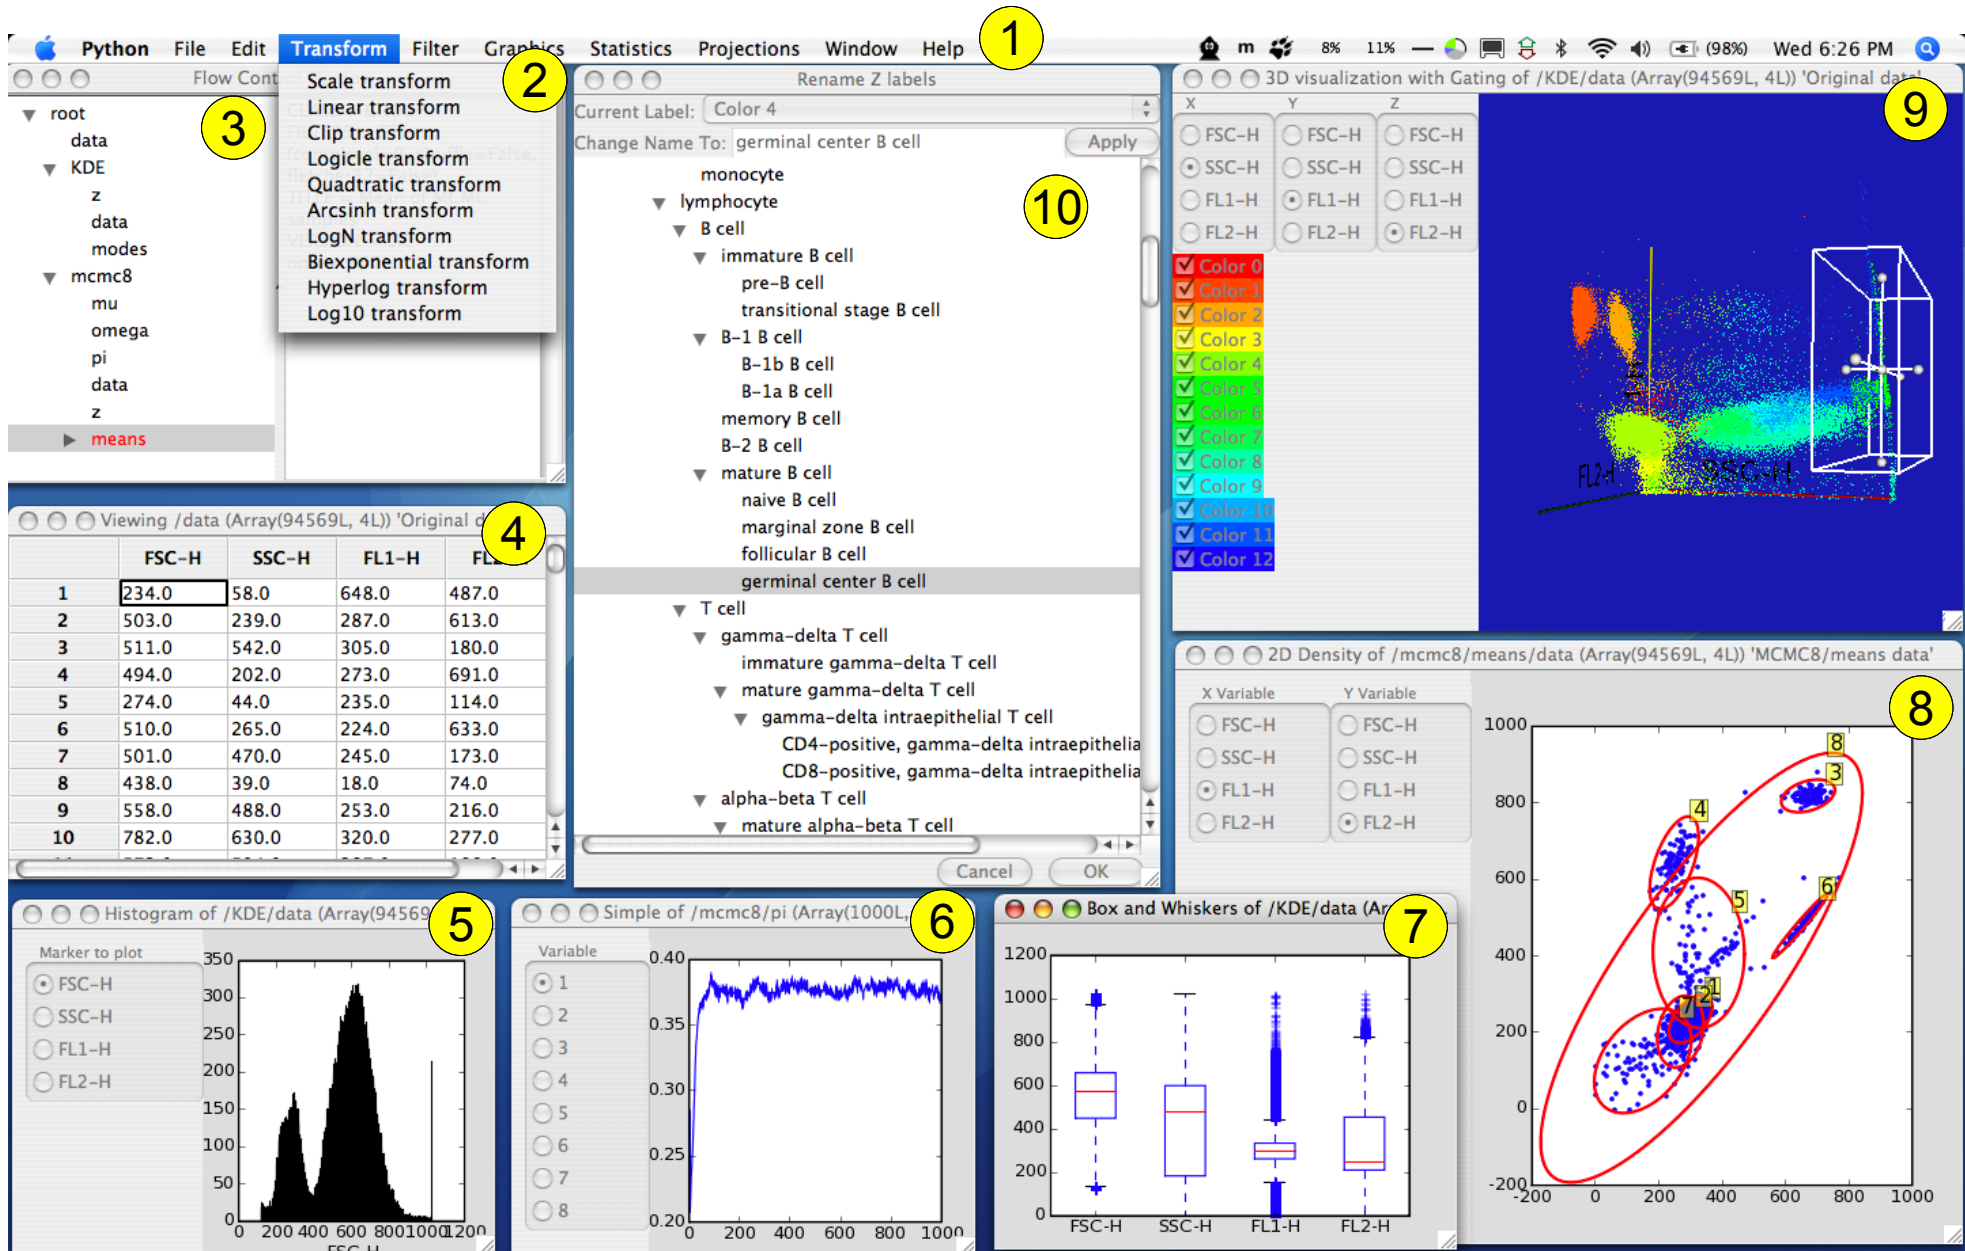 Python File Edit Transform Filter Graphics Statistics Projections Window Help
1
m 8% 11% (98%) Wed 6:26 PM
Flow Cont
3
root
data
KDE
z
data
modes
mcmc8
mu
omega
pi
data
z
means
2
Scale transform
Linear transform
Clip transform
Logicle transform
Quadtratic transform
Arcsinh transform
LogN transform
Biexponential transform
Hyperlog transform
Log10 transform
Rename Z labels
Current Label: Color 4
Change Name To: germinal center B cell Apply
10
monocyte
lymphocyte
B cell
immature B cell
pre-B cell
transitional stage B cell
B-1 B cell
B-1b B cell
B-1a B cell
memory B cell
B-2 B cell
mature B cell
naive B cell
marginal zone B cell
follicular B cell
germinal center B cell
T cell
gamma-delta T cell
immature gamma-delta T cell
mature gamma-delta T cell
gamma-delta intraepithelial T cell
CD4-positive, gamma-delta intraepithelia
CD8-positive, gamma-delta intraepithelia
alpha-beta T cell
mature alpha-beta T cell
Cancel OK
3D visualization with Gating of /KDE/data (Array(94569L, 4L)) 'Original data'
9
X Y Z
FSC-H FSC-H FSC-H
SSC-H SSC-H SSC-H
FL1-H FL1-H FL1-H
FL2-H FL2-H FL2-H
Color 0
Color 1
Color 2
Color 3
Color 4
Color 5
Color 6
Color 7
Color 8
Color 9
Color 10
Color 11
Color 12
FL2-H SSC-H
Viewing /data (Array(94569L, 4L)) 'Original d
4
FSC-H SSC-H FL1-H
1 234.0 58.0 648.0 487.0
2 503.0 239.0 287.0 613.0
3 511.0 542.0 305.0 180.0
4 494.0 202.0 273.0 691.0
5 274.0 44.0 235.0 114.0
6 510.0 265.0 224.0 633.0
7 501.0 470.0 245.0 173.0
8 438.0 39.0 18.0 74.0
9 558.0 488.0 253.0 216.0
10 782.0 630.0 320.0 277.0
2D Density of /mcmc8/means/data (Array(94569L, 4L)) 'MCMC8/means data'
8
X Variable Y Variable
FSC-H FSC-H
SSC-H SSC-H
FL1-H FL1-H
FL2-H FL2-H
1000
800
600
400
200
0
-200
-200 0 200 400 600 800 1000
8
3
4
6
5
1
2
7
Histogram of /KDE/data (Array(94569
5
Marker to plot
FSC-H
SSC-H
FL1-H
FL2-H
350
300
250
200
150
100
50
0
0 200 400 600 800 1000 1200
FSC-H
Simple of /mcmc8/pi (Array(1000L,
6
Variable
1
2
3
4
5
6
7
8
0.40
0.35
0.30
0.25
0.20
0 200 400 600 800 1000
Box and Whiskers of /KDE/data (Ar
7
1200
1000
800
600
400
200
0
FSC-H SSC-H FL1-H FL2-H